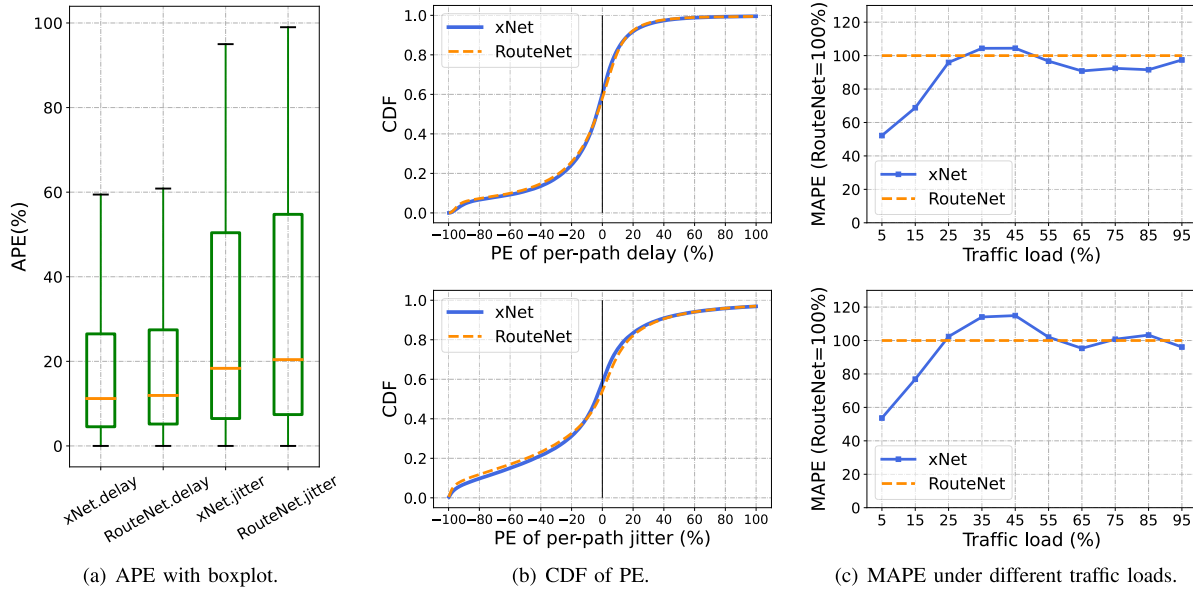 100
80
60
40
20
0
APE(%)
xNet.delay
RouteNet.delay
xNet.jitter
RouteNet.jitter
(a) APE with boxplot.
1.0
0.8
0.6
0.4
0.2
0.0
CDF
xNet
RouteNet
−100 −80 −60 −40 −20 0 20 40 60 80 100
PE of per-path delay (%)
1.0
0.8
0.6
0.4
0.2
0.0
CDF
xNet
RouteNet
−100 −80 −60 −40 −20 0 20 40 60 80 100
PE of per-path jitter (%)
(b) CDF of PE.
120
100
80
60
40
20
0
MAPE (RouteNet=100%)
xNet
RouteNet
5 15 25 35 45 55 65 75 85 95
Traffic load (%)
120
100
80
60
40
20
0
MAPE (RouteNet=100%)
xNet
RouteNet
5 15 25 35 45 55 65 75 85 95
Traffic load (%)
(c) MAPE under different traffic loads.